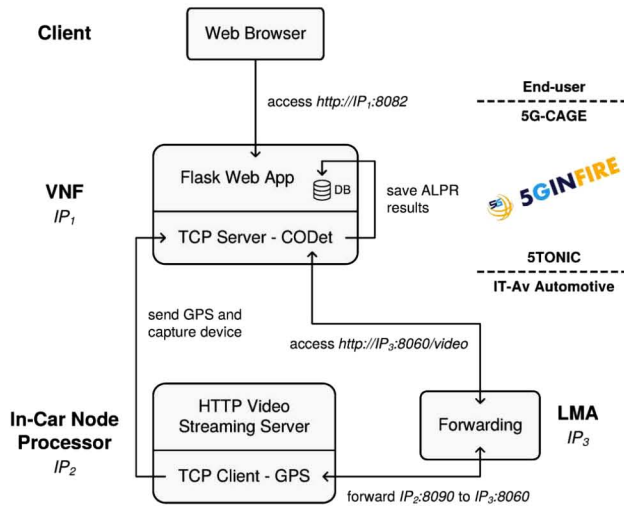 Client
Web Browser
access http://IP₁:8082
End-user
5G-CAGE
VNF
IP₁
Flask Web App
DB
save ALPR
results
TCP Server - CODet
5G
5GINFIRE
5TONIC
IT-Av Automotive
send GPS and
capture device
access http://IP₃:8060/video
In-Car Node
Processor
IP₂
HTTP Video
Streaming Server
TCP Client - GPS
Forwarding
LMA
IP₃
forward IP₂:8090 to IP₃:8060